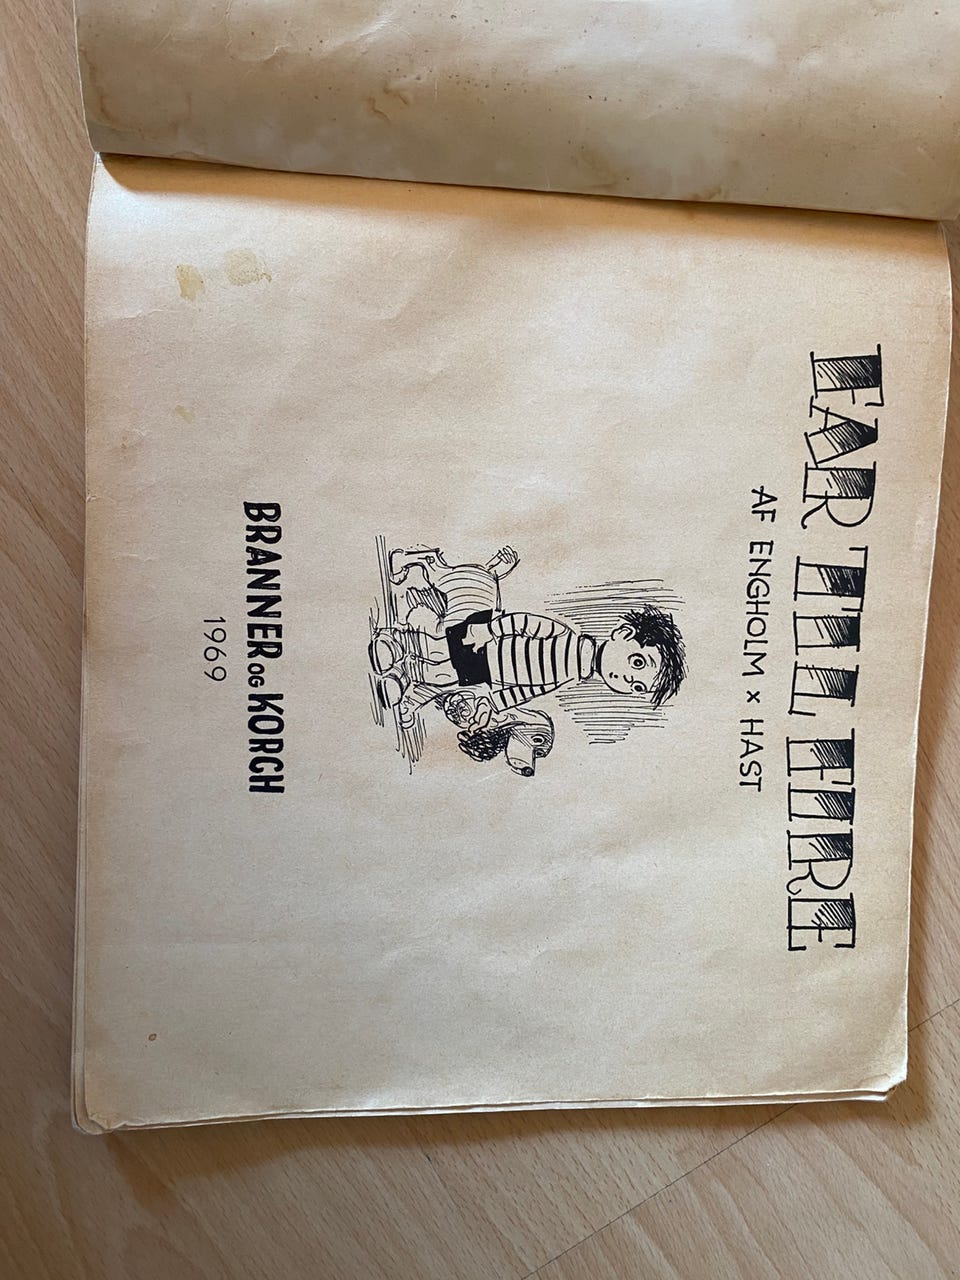 FAR TIL FIRE
AF ENGHOLM x HAST
BRANNER OG KORCH
1969